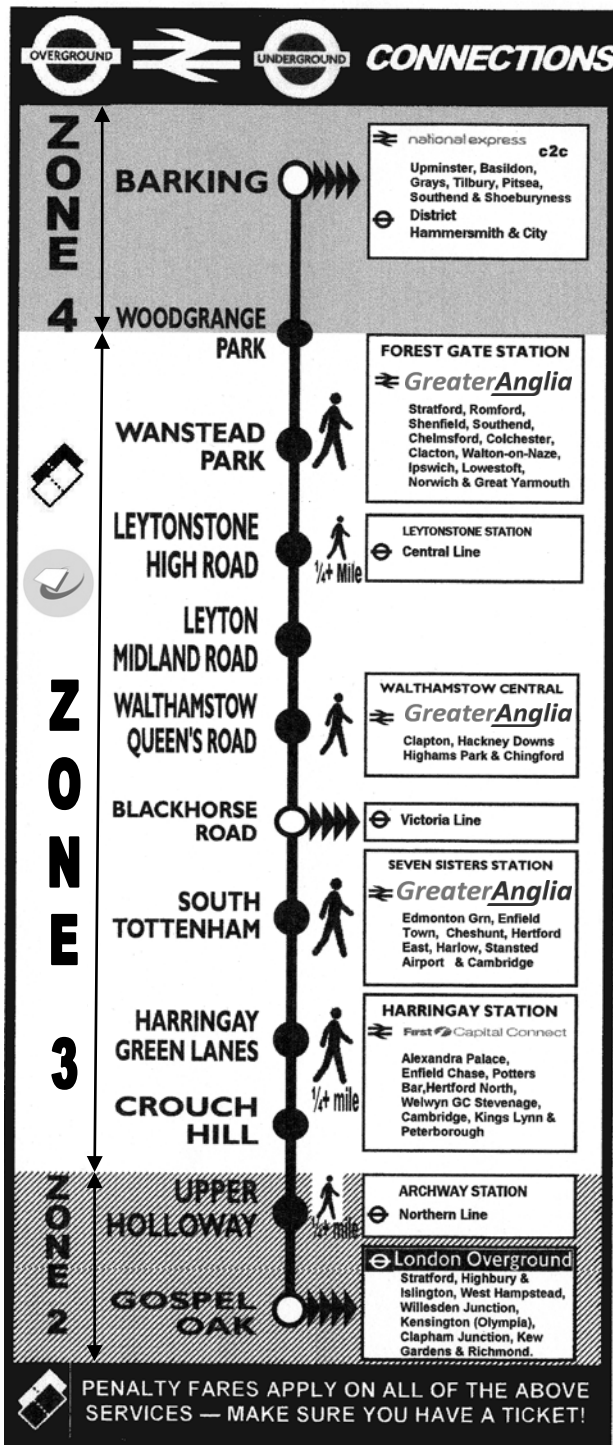 OVERGROUND
UNDERGROUND
CONNECTIONS
ZONE 4
BARKING
national express
c2c
Upminster, Basildon,
Grays, Tilbury, Pitsea,
Southend & Shoeburyness
District
Hammersmith & City
WOODGRANGE
PARK
FOREST GATE STATION
GreaterAnglia
Stratford, Romford,
Shenfield, Southend,
Chelmsford, Colchester,
Clacton, Walton-on-Naze,
Ipswich, Lowestoft,
Norwich & Great Yarmouth
WANSTEAD
PARK
ZONE 3
LEYTONSTONE
HIGH ROAD
¼+ Mile
LEYTONSTONE STATION
Central Line
LEYTON
MIDLAND ROAD
WALTHAMSTOW
QUEEN'S ROAD
WALTHAMSTOW CENTRAL
GreaterAnglia
Clapton, Hackney Downs
Highams Park & Chingford
BLACKHORSE
ROAD
Victoria Line
SOUTH
TOTTENHAM
SEVEN SISTERS STATION
GreaterAnglia
Edmonton Grn, Enfield
Town, Cheshunt, Hertford
East, Harlow, Stansted
Airport & Cambridge
HARRINGAY
GREEN LANES
¼+ mile
HARRINGAY STATION
First Capital Connect
Alexandra Palace,
Enfield Chase, Potters
Bar,Hertford North,
Welwyn GC Stevenage,
Cambridge, Kings Lynn &
Peterborough
CROUCH
HILL
ZONE 2
UPPER
HOLLOWAY
¼+ mile
ARCHWAY STATION
Northern Line
GOSPEL
OAK
London Overground
Stratford, Highbury &
Islington, West Hampstead,
Willesden Junction,
Kensington (Olympia),
Clapham Junction, Kew
Gardens & Richmond.
PENALTY FARES APPLY ON ALL OF THE ABOVE
SERVICES — MAKE SURE YOU HAVE A TICKET!